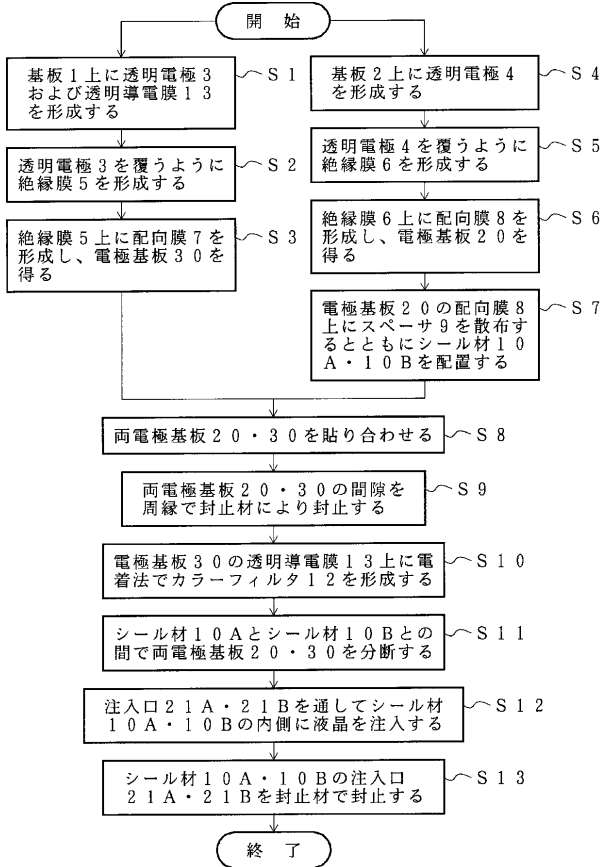 開 始
基板１上に透明電極３
および透明導電膜１３
を形成する
Ｓ１
透明電極３を覆うように
絶縁膜５を形成する
Ｓ２
絶縁膜５上に配向膜７を
形成し、電極基板３０を
得る
Ｓ３
基板２上に透明電極４
を形成する
Ｓ４
透明電極４を覆うように
絶縁膜６を形成する
Ｓ５
絶縁膜６上に配向膜８を
形成し、電極基板２０を
得る
Ｓ６
電極基板２０の配向膜８
上にスペーサ９を散布す
るとともにシール材１０
Ａ・１０Ｂを配置する
Ｓ７
両電極基板２０・３０を貼り合わせる
Ｓ８
両電極基板２０・３０の間隙を
周縁で封止材により封止する
Ｓ９
電極基板３０の透明導電膜１３上に電
着法でカラーフィルタ１２を形成する
Ｓ１０
シール材１０Ａとシール材１０Ｂとの
間で両電極基板２０・３０を分断する
Ｓ１１
注入口２１Ａ・２１Ｂを通してシール材
１０Ａ・１０Ｂの内側に液晶を注入する
Ｓ１２
シール材１０Ａ・１０Ｂの注入口
２１Ａ・２１Ｂを封止材で封止する
Ｓ１３
終 了